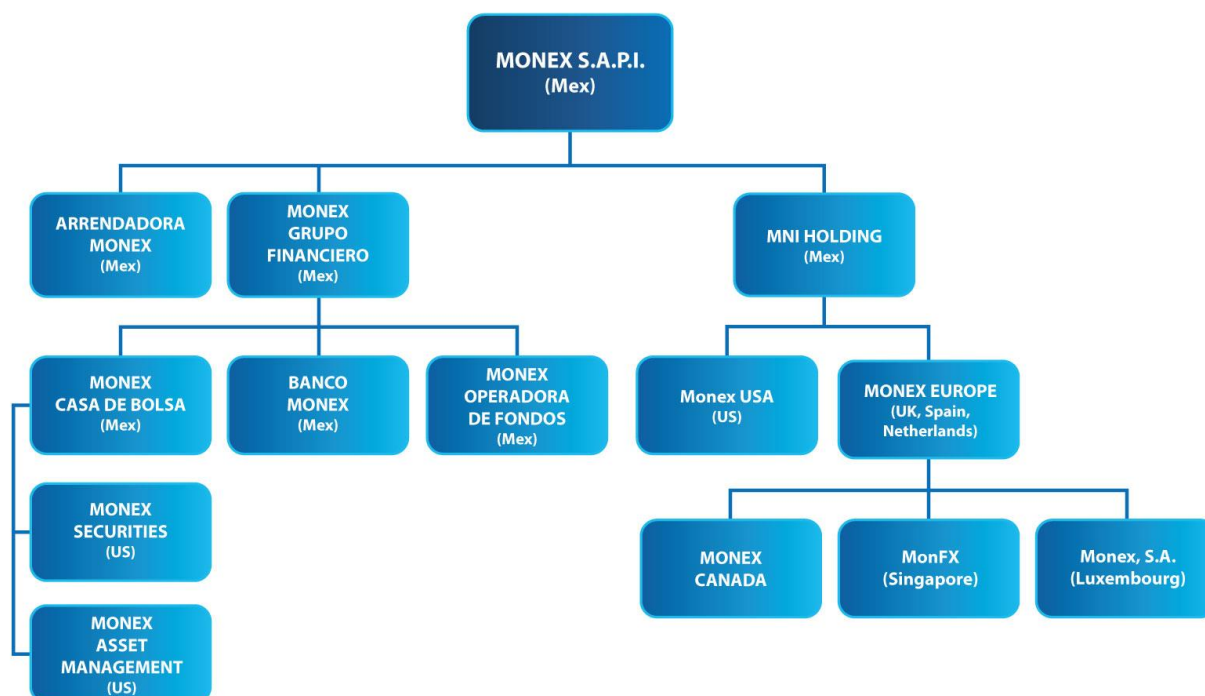 MONEX S.A.P.I.
(Mex)
ARRENDADORA
MONEX
(Mex)
MONEX
GRUPO
FINANCIERO
(Mex)
MNI HOLDING
(Mex)
MONEX
CASA DE BOLSA
(Mex)
BANCO
MONEX
(Mex)
MONEX
OPERADORA
DE FONDOS
(Mex)
Monex USA
(US)
MONEX EUROPE
(UK, Spain,
Netherlands)
MONEX
SECURITIES
(US)
MONEX
CANADA
MonFX
(Singapore)
Monex, S.A.
(Luxembourg)
MONEX
ASSET
MANAGEMENT
(US)